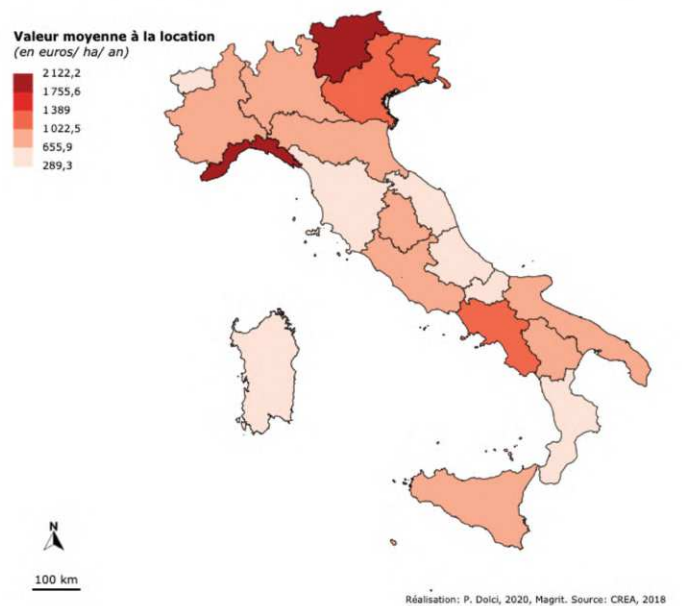 Valeur moyenne à la location
(en euros/ ha/ an)
2 122,2
1 755,6
1 389
1 022,5
655,9
289,3
N
100 km
Réalisation: P. Dolci, 2020, Magrit. Source: CREA, 2018